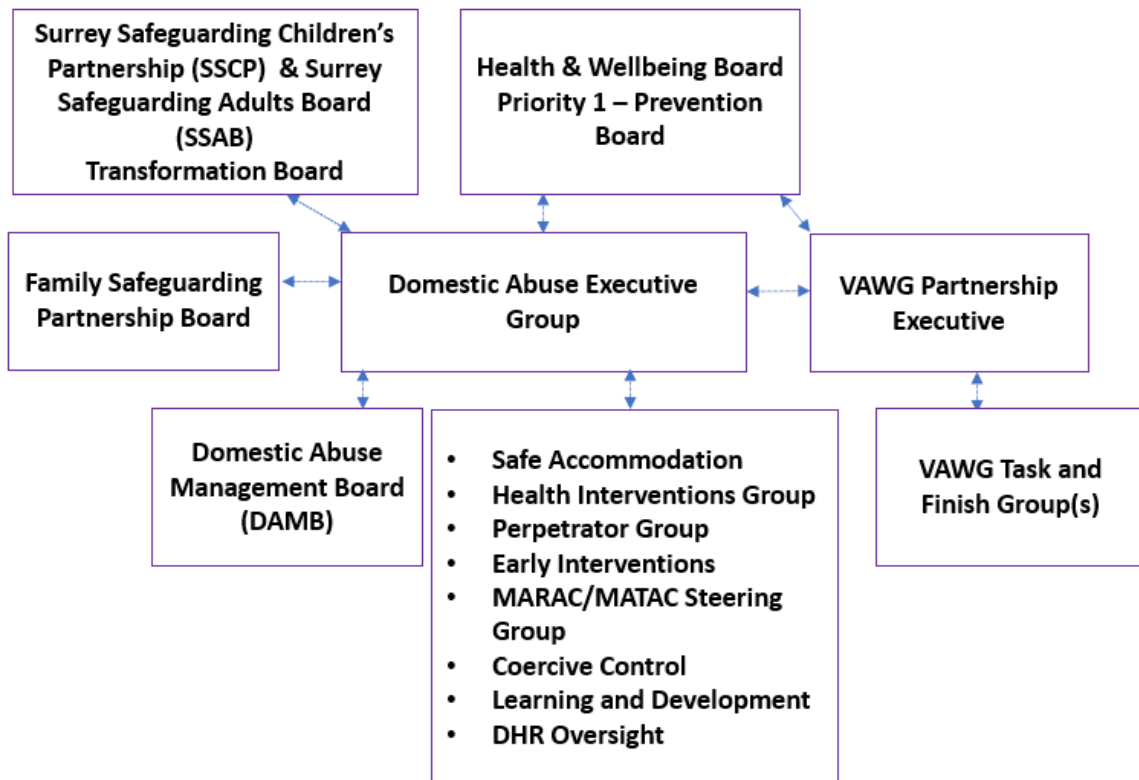 Surrey Safeguarding Children’s
Partnership (SSCP) & Surrey
Safeguarding Adults Board
(SSAB)
Transformation Board
Health & Wellbeing Board
Priority 1 – Prevention
Board
Family Safeguarding
Partnership Board
Domestic Abuse Executive
Group
VAWG Partnership
Executive
Domestic Abuse
Management Board
(DAMB)
• Safe Accommodation
• Health Interventions Group
• Perpetrator Group
• Early Interventions
• MARAC/MATAC Steering
Group
• Coercive Control
• Learning and Development
• DHR Oversight
VAWG Task and
Finish Group(s)